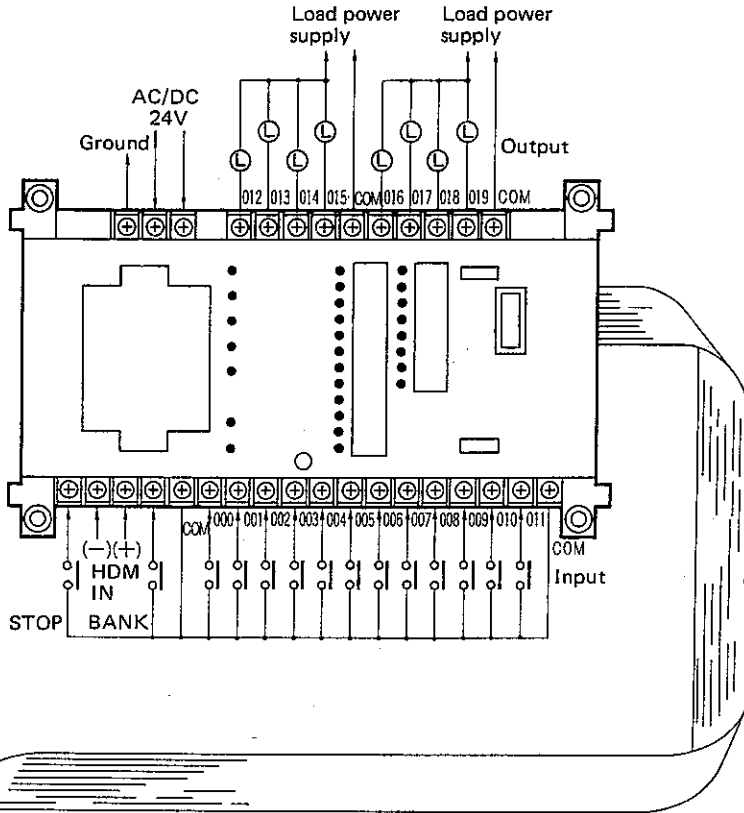 Load power
supply
Load power
supply
AC/DC
24V
Ground
L L L L L L L L
Output
012 013 014 015 COM 016 017 018 019 COM
COM 000 001 002 003 004 005 006 007 008 009 010 011 COM
(−)(+)
HDM
IN
Input
STOP BANK